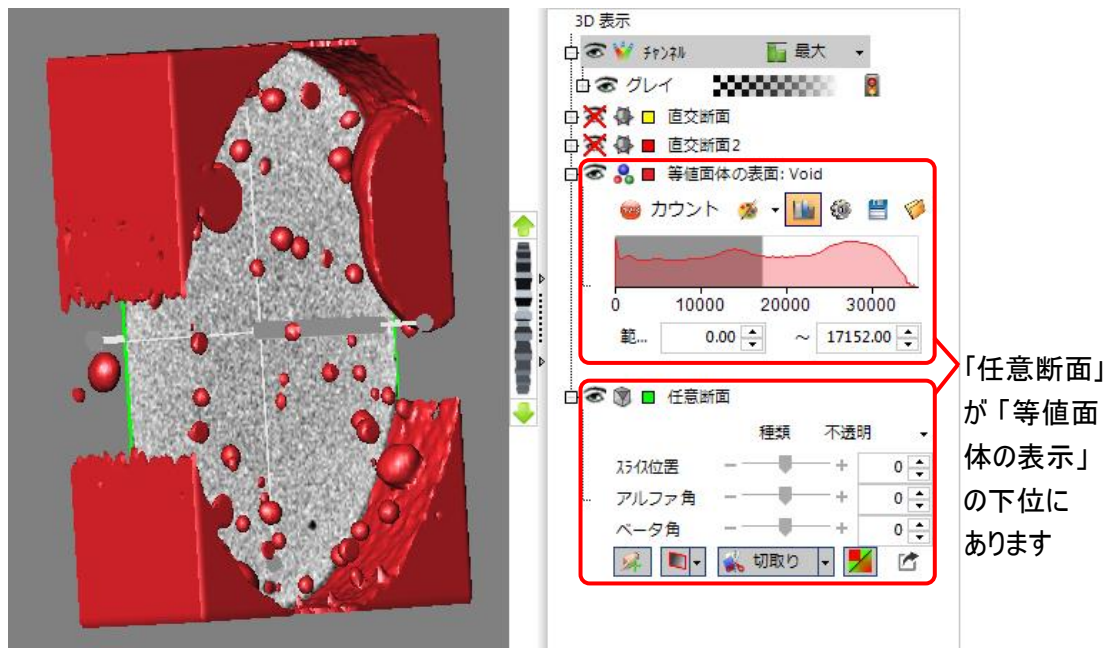 3D 表示
ﾁｬﾝﾈﾙ 最大
グレイ
直交断面
直交断面2
等値面体の表面: Void
カウント
0 10000 20000 30000
範... 0.00 ～ 17152.00
任意断面
種類 不透明
ｽﾗｲｽ位置 － + 0
アルファ角 － + 0
ベータ角 － + 0
切取り
「任意断面」
が「等値面
体の表示」
の下位に
あります